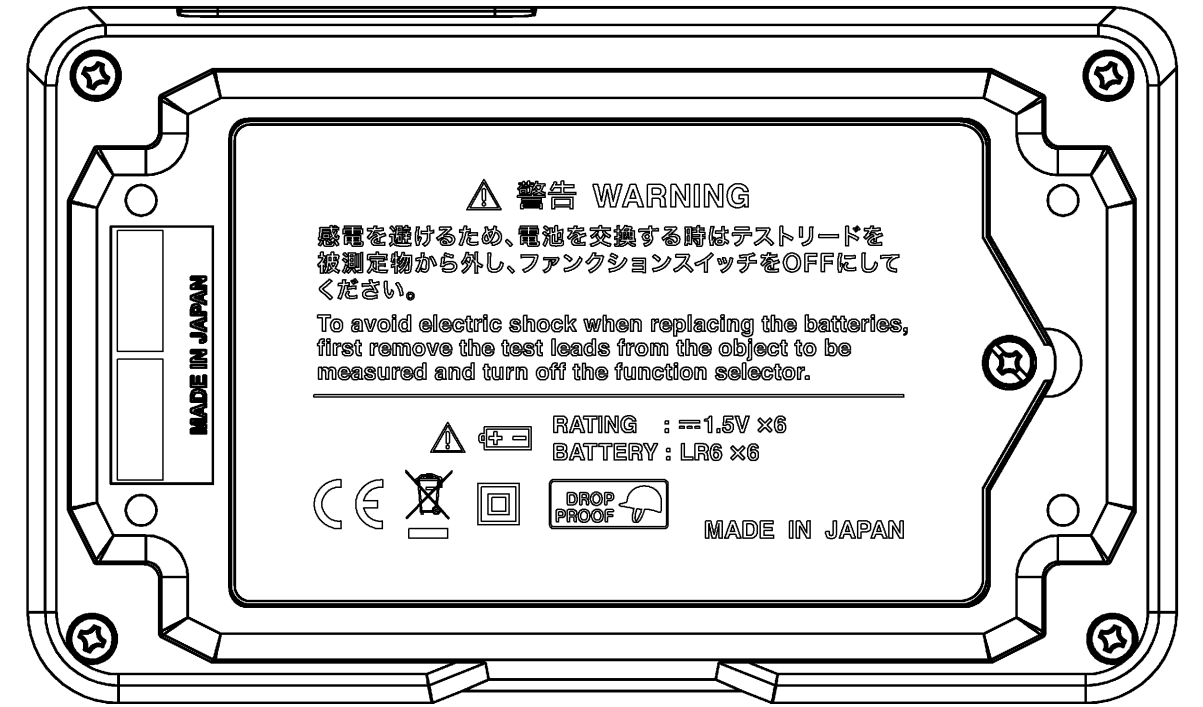 警告 WARNING
感電を避けるため、電池を交換する時はテストリードを
被測定物から外し、ファンクションスイッチをOFFにして
ください。
To avoid electric shock when replacing the batteries,
first remove the test leads from the object to be
measured and turn off the function selector.
RATING : ⎓1.5V ×6
BATTERY : LR6 ×6
CE
DROP
PROOF
MADE IN JAPAN
MADE IN JAPAN